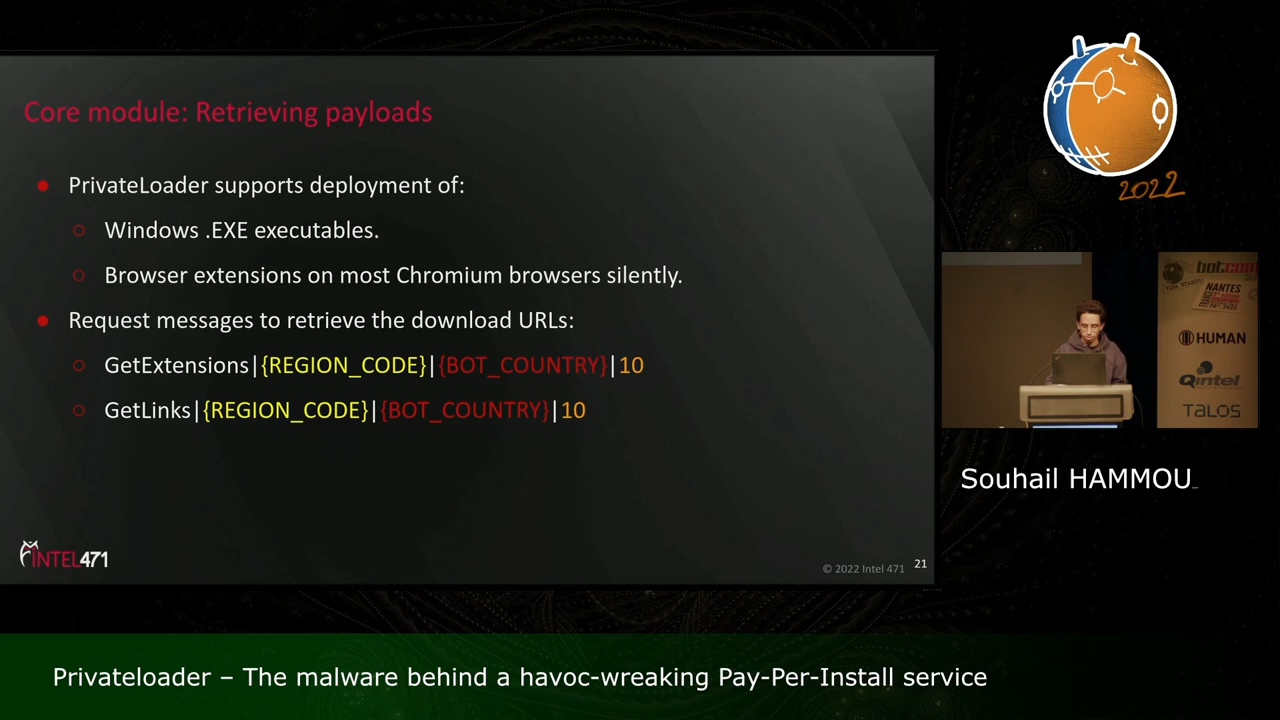 Core module: Retrieving payloads
PrivateLoader supports deployment of:
Windows .EXE executables.
Browser extensions on most Chromium browsers silently.
Request messages to retrieve the download URLs:
GetExtensions|{REGION_CODE}|{BOT_COUNTRY}|10
GetLinks|{REGION_CODE}|{BOT_COUNTRY}|10
INTEL471
© 2022 Intel 471
21
2022
botcon
NANTES
HUMAN
Qintel
TALOS
Souhail HAMMOU_
Privateloader – The malware behind a havoc-wreaking Pay-Per-Install service